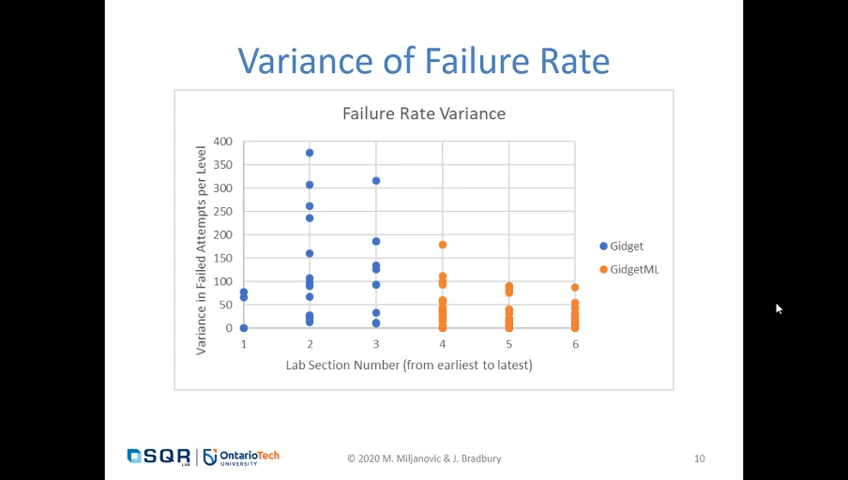 Variance of Failure Rate
Failure Rate Variance
Variance in Failed Attempts per Level
400
350
300
250
200
150
100
50
0
1 2 3 4 5 6
Lab Section Number (from earliest to latest)
Gidget
GidgetML
SQR
LAB
OntarioTech
UNIVERSITY
© 2020 M. Miljanovic & J. Bradbury
10